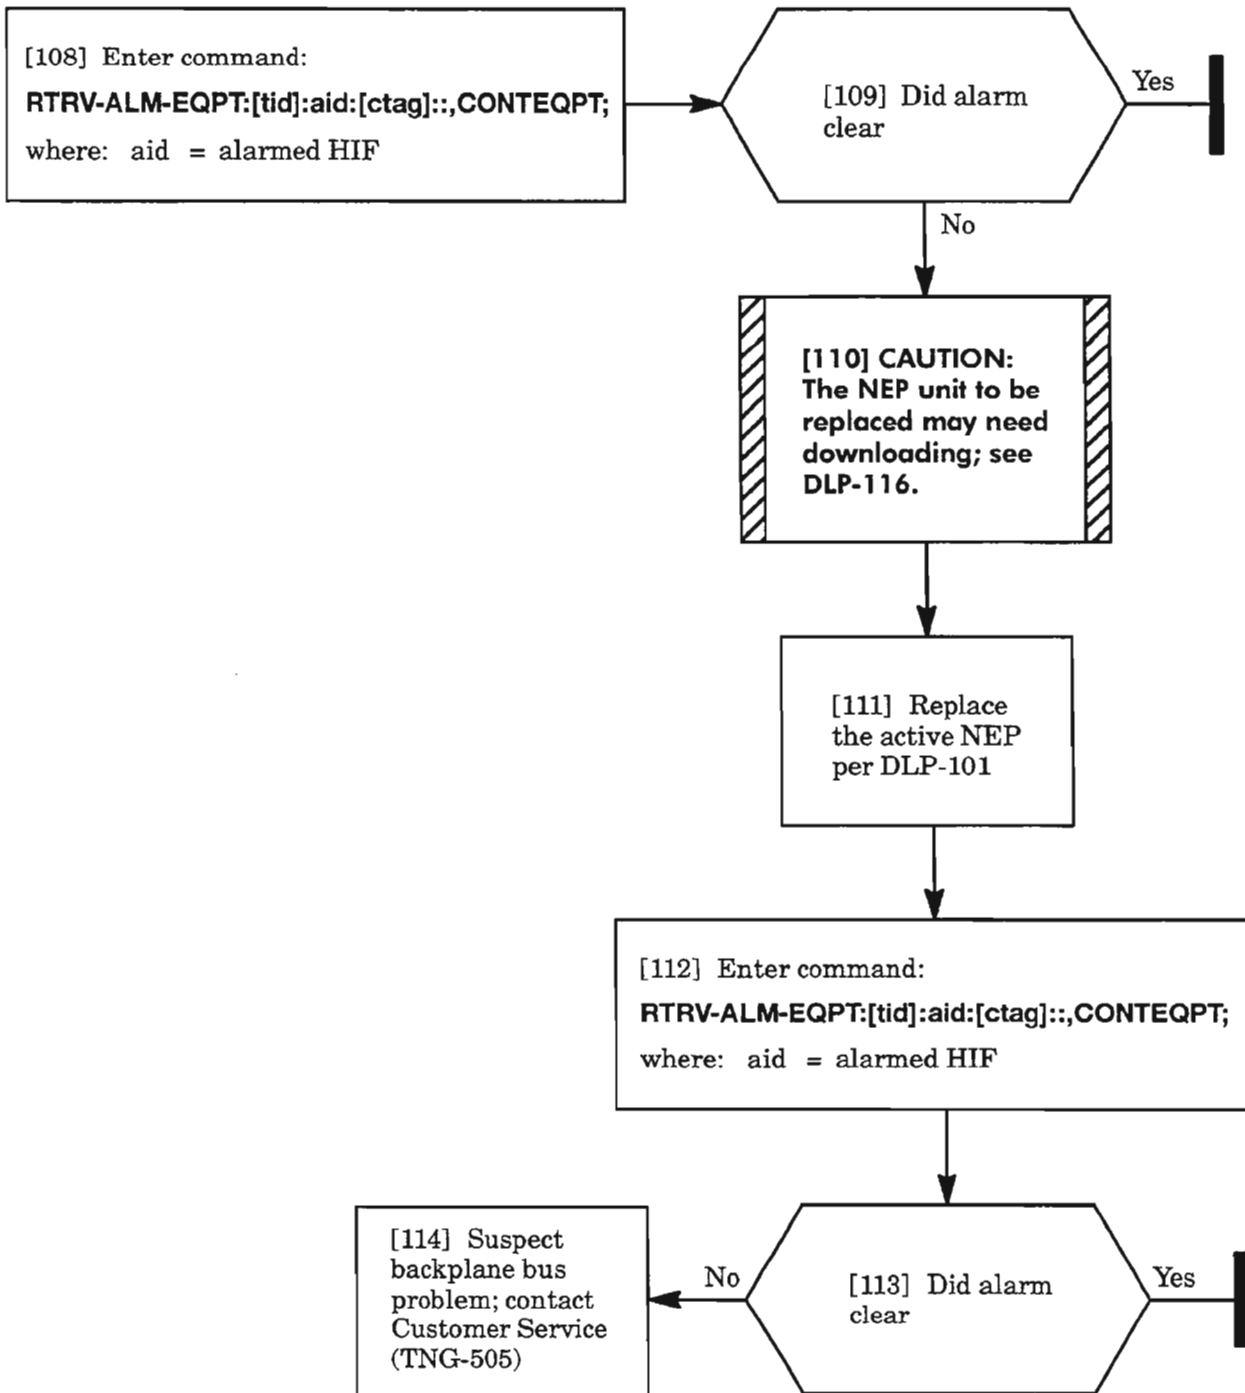 [108] Enter command:
RTRV-ALM-EQPT:[tid]:aid:[ctag]::,CONTEQPT;
where: aid = alarmed HIF
[109] Did alarm
clear
Yes
No
[110] CAUTION:
The NEP unit to be
replaced may need
downloading; see
DLP-116.
[111] Replace
the active NEP
per DLP-101
[112] Enter command:
RTRV-ALM-EQPT:[tid]:aid:[ctag]::,CONTEQPT;
where: aid = alarmed HIF
[113] Did alarm
clear
Yes
No
[114] Suspect
backplane bus
problem; contact
Customer Service
(TNG-505)